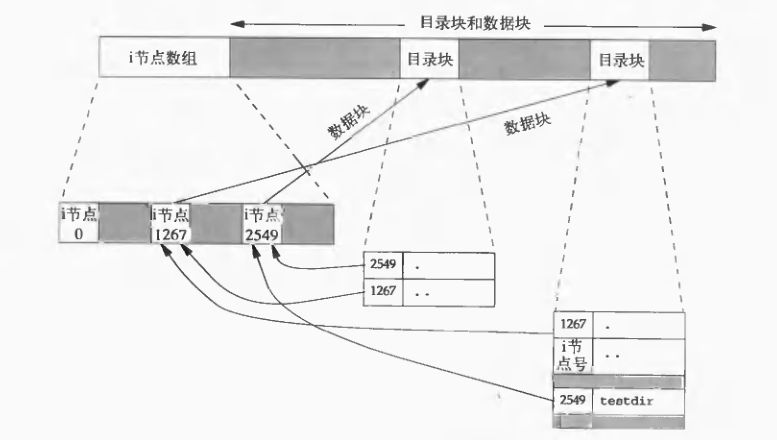 目录块和数据块
i节点数组
目录块
目录块
数据块
数据块
i节点
0
i节点
1267
i节点
2549
2549 .
1267 ..
1267 .
i节
点号
..
2549 testdir